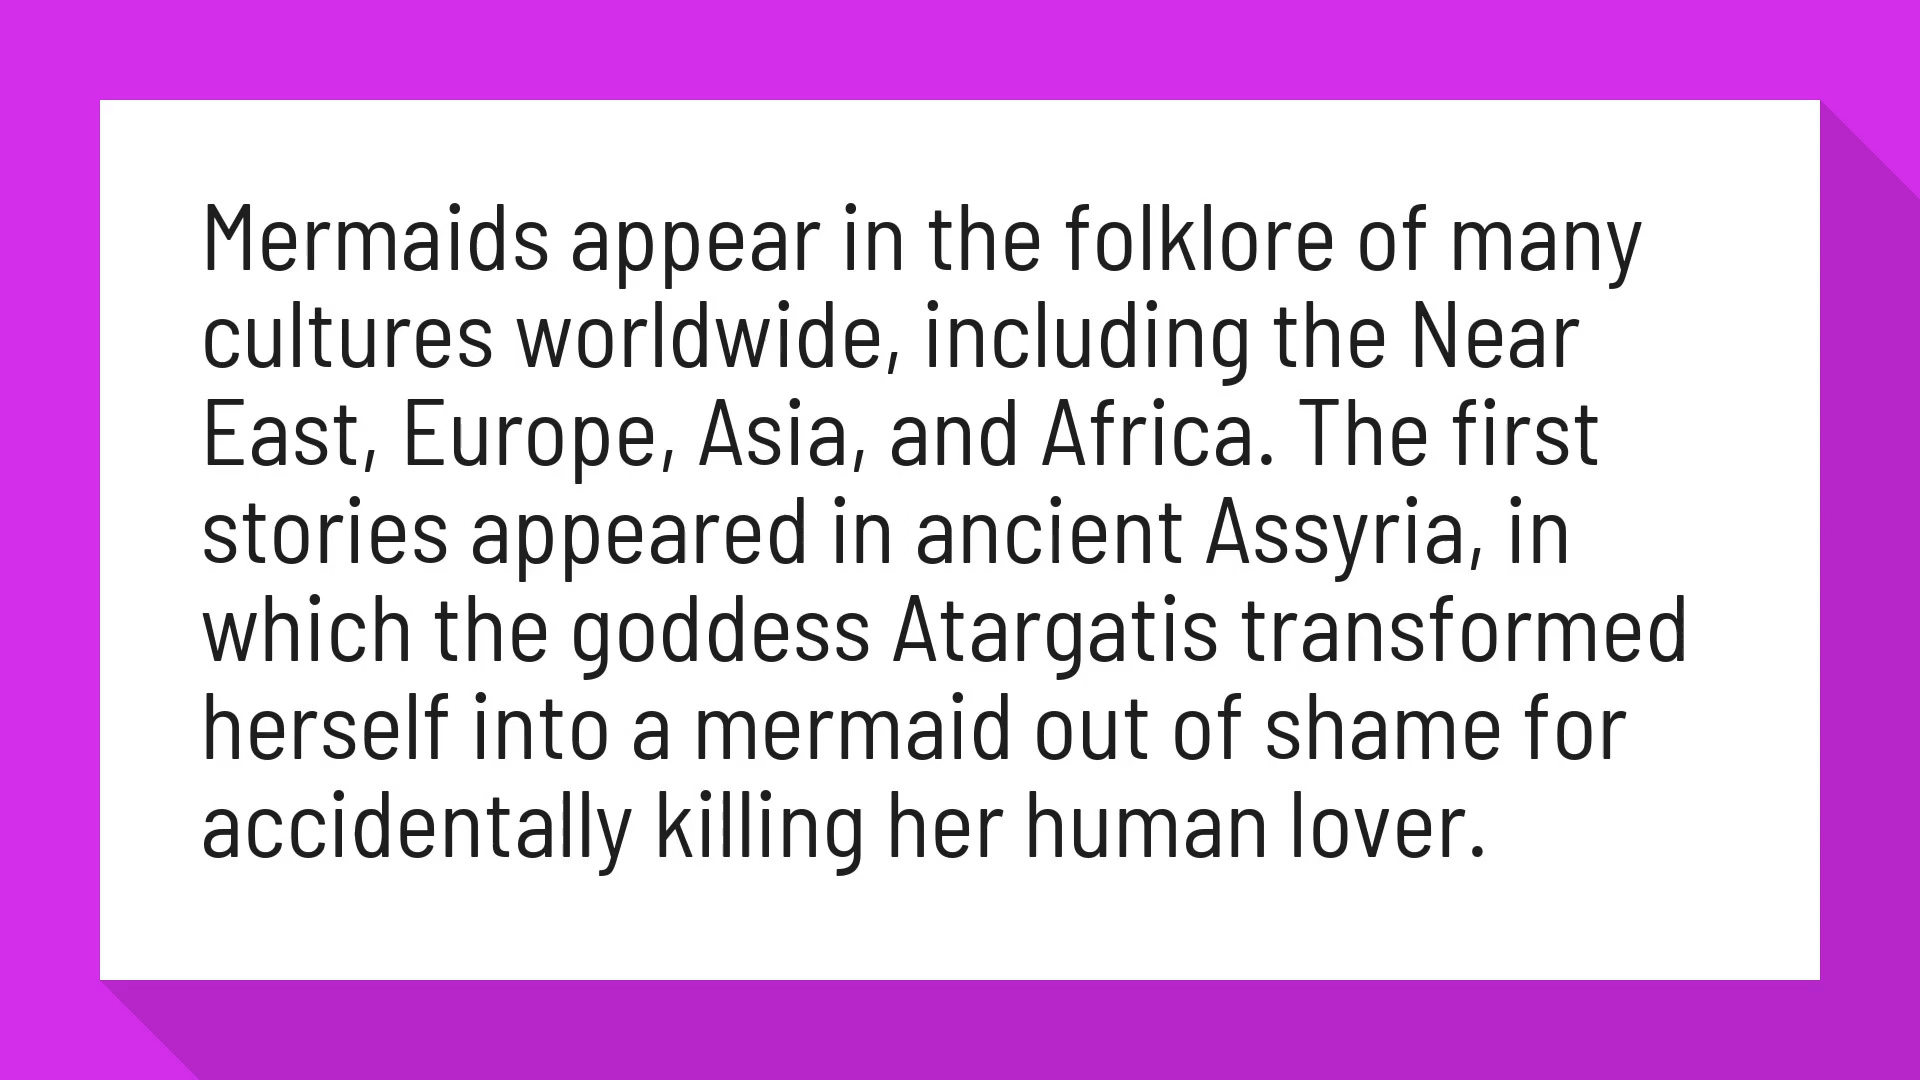 Mermaids appear in the folklore of many
cultures worldwide, including the Near
East, Europe, Asia, and Africa. The first
stories appeared in ancient Assyria, in
which the goddess Atargatis transformed
herself into a mermaid out of shame for
accidentally killing her human lover.